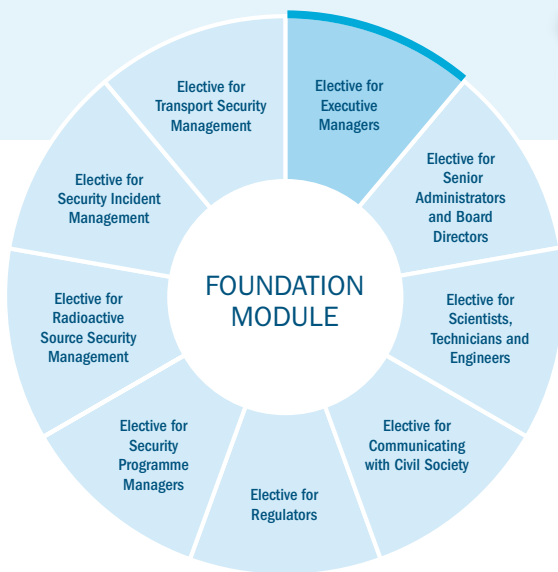 Elective for
Executive
Managers
Elective for
Senior
Administrators
and Board
Directors
Elective for
Scientists,
Technicians and
Engineers
Elective for
Communicating
with Civil Society
Elective for
Regulators
Elective for
Security
Programme
Managers
Elective for
Radioactive
Source Security
Management
Elective for
Security Incident
Management
Elective for
Transport Security
Management
FOUNDATION
MODULE